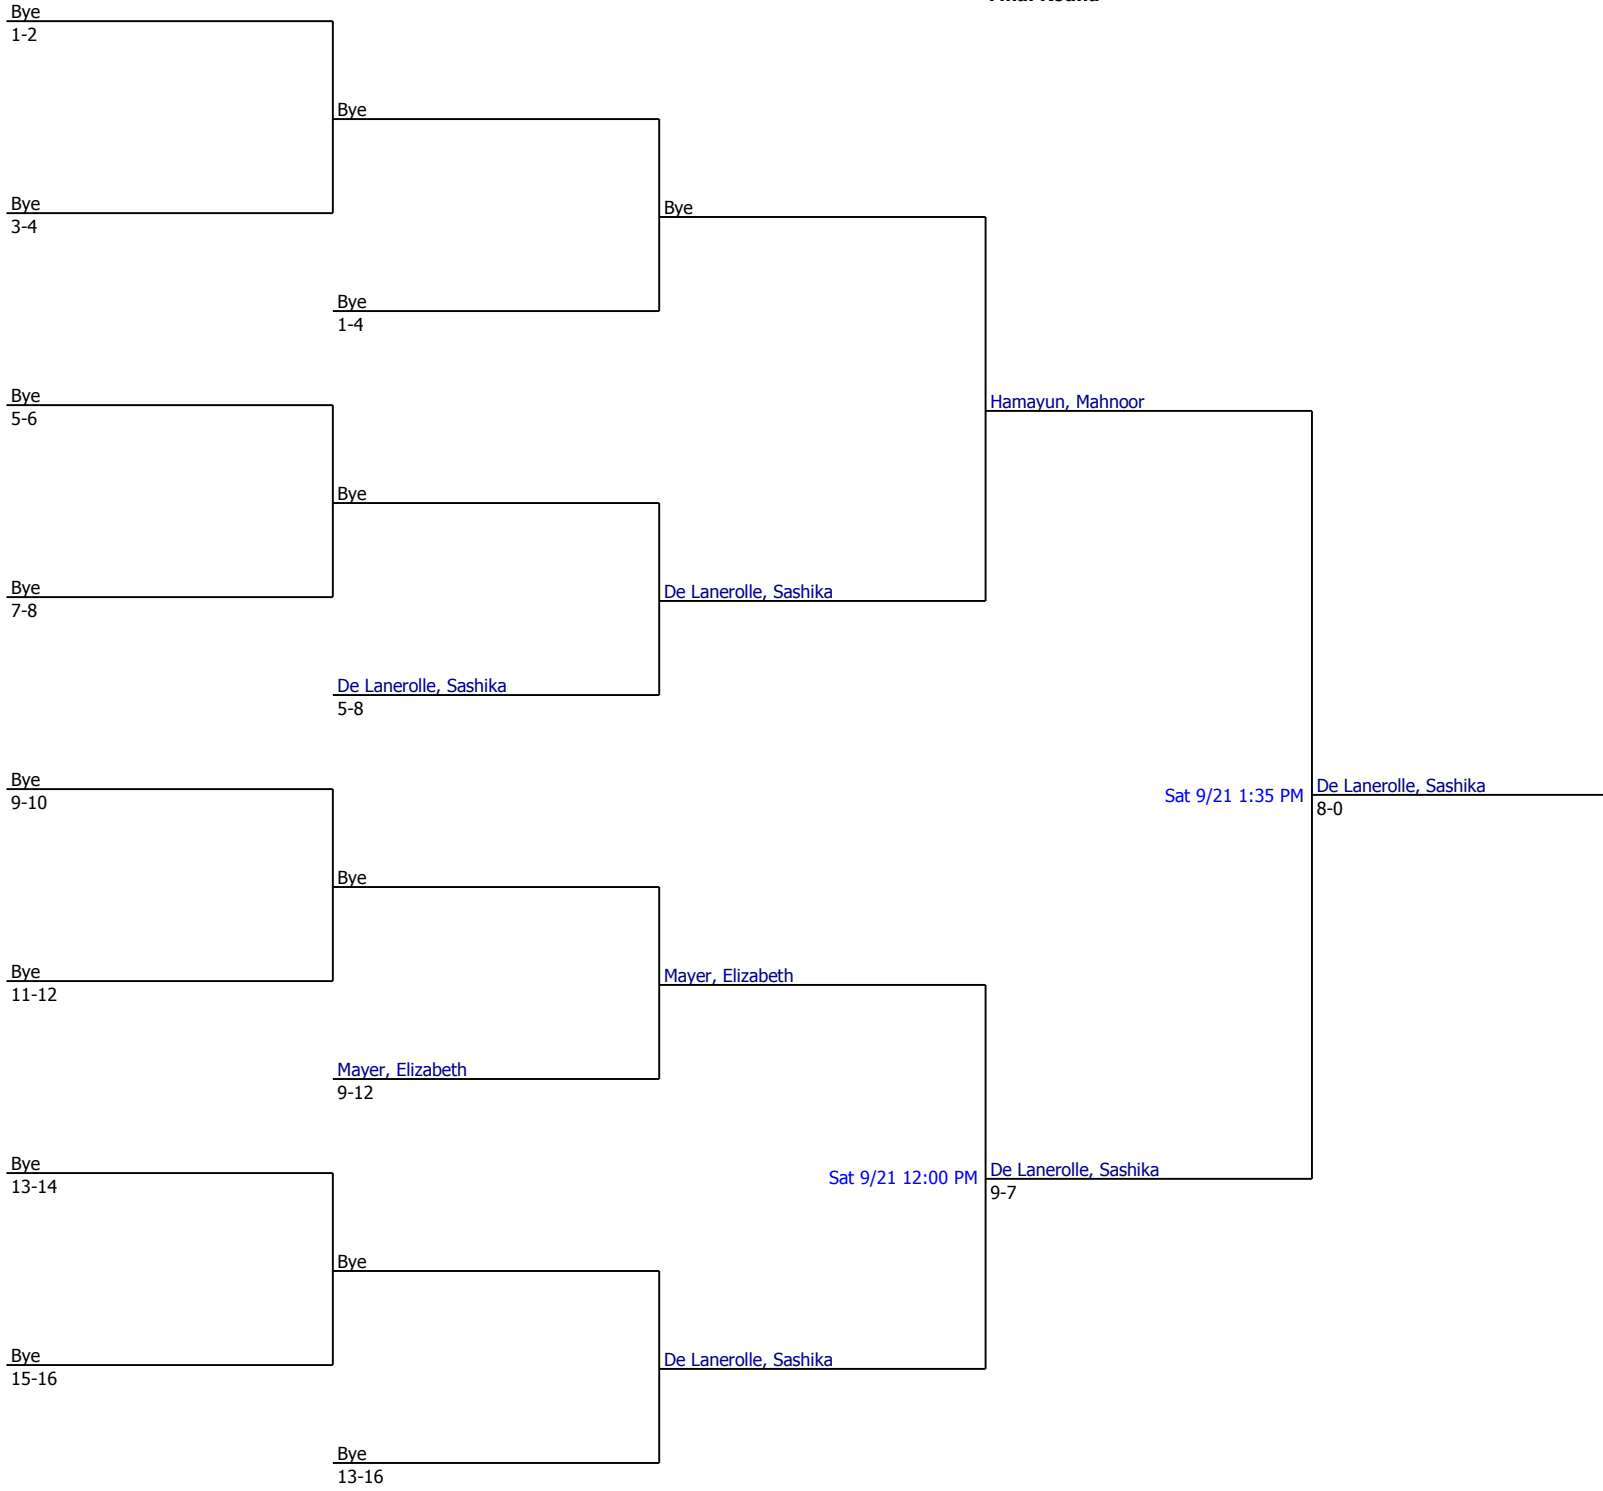 Bye
1-2
Bye
3-4
Bye
5-6
Bye
7-8
Bye
9-10
Bye
11-12
Bye
13-14
Bye
15-16
Bye
Bye
1-4
Bye
De Lanerolle, Sashika
5-8
Bye
Mayer, Elizabeth
9-12
Bye
Bye
13-16
Bye
De Lanerolle, Sashika
Mayer, Elizabeth
De Lanerolle, Sashika
Hamayun, Mahnoor
Sat 9/21 12:00 PM
De Lanerolle, Sashika
9-7
Sat 9/21 1:35 PM
De Lanerolle, Sashika
8-0